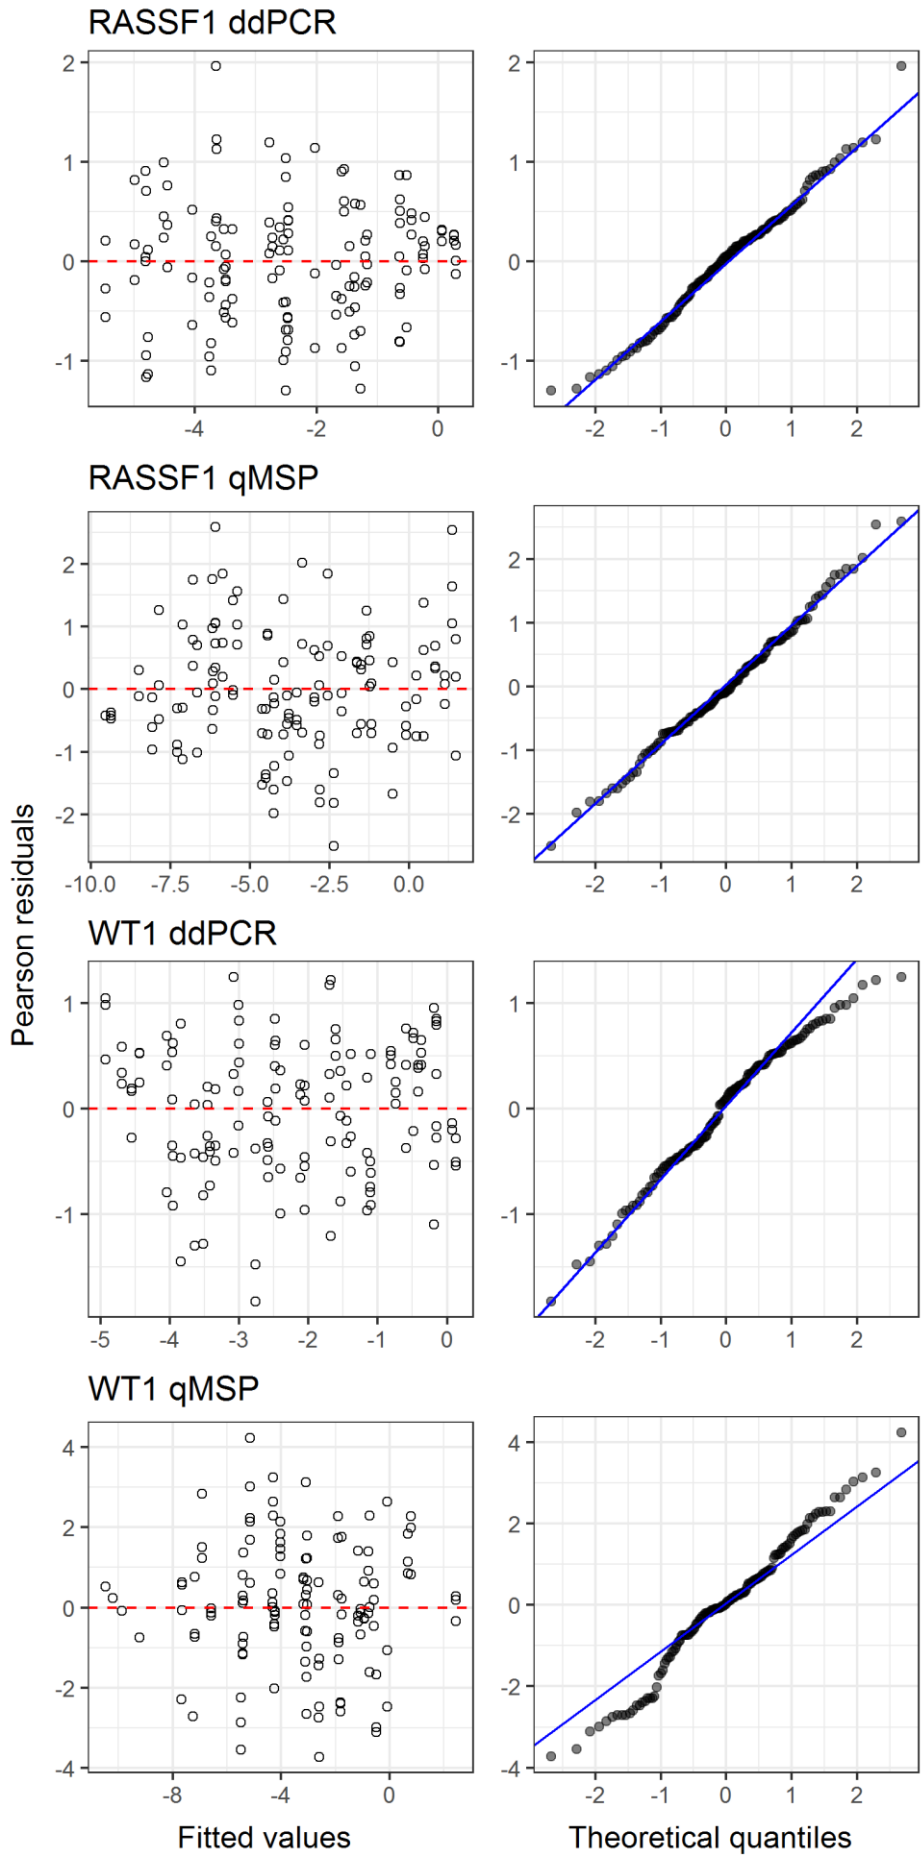 RASSF1 ddPCR
2
1
0
-1
-4 -2 0
-2 -1 0 1 2
2
1
0
-1
RASSF1 qMSP
2
1
0
-1
-2
-10.0 -7.5 -5.0 -2.5 0.0
2
1
0
-1
-2
-2 -1 0 1 2
WT1 ddPCR
1
0
-1
-5 -4 -3 -2 -1 0
1
0
-1
-2 -1 0 1 2
WT1 qMSP
4
2
0
-2
-4
-8 -4 0
4
2
0
-2
-4
-2 -1 0 1 2
Pearson residuals
Fitted values
Theoretical quantiles